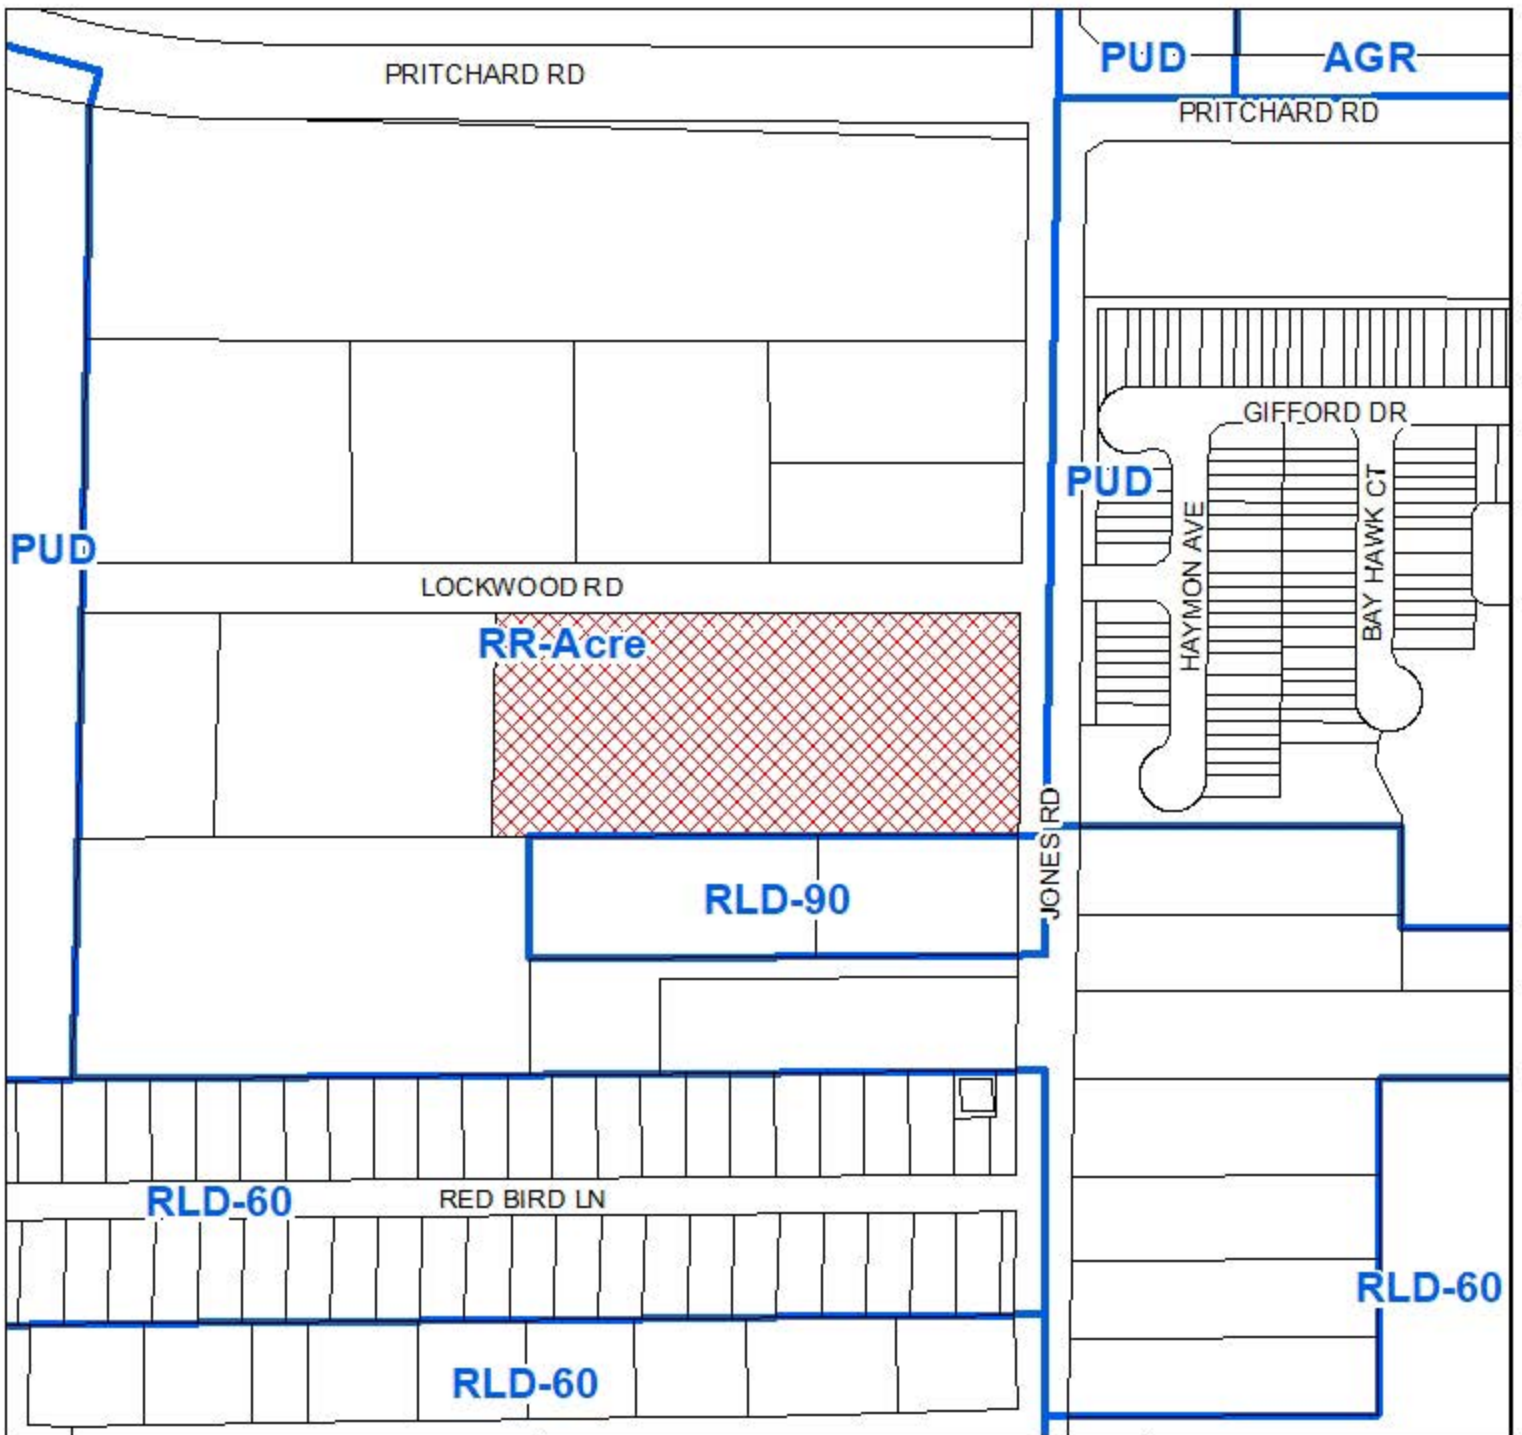 PUD
AGR
PRITCHARD RD
PRITCHARD RD
GIFFORD DR
PUD
HAYMON AVE
BAY HAWK CT
PUD
LOCKWOOD RD
RR-Acre
JONES RD
RLD-90
RLD-60
RED BIRD LN
RLD-60
RLD-60